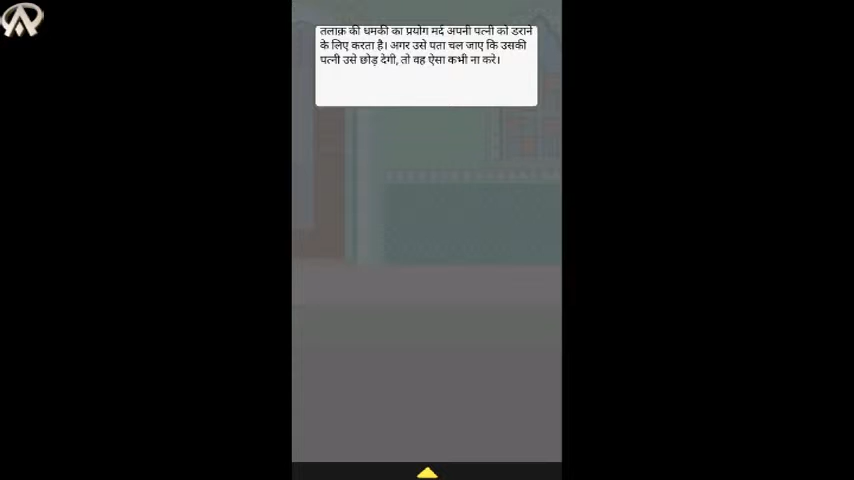 तलाक़ की धमकी का प्रयोग मर्द अपनी पत्नी को डराने
के लिए करता है। अगर उसे पता चल जाए कि उसकी
पत्नी उसे छोड़ देगी, तो वह ऐसा कभी ना करे।